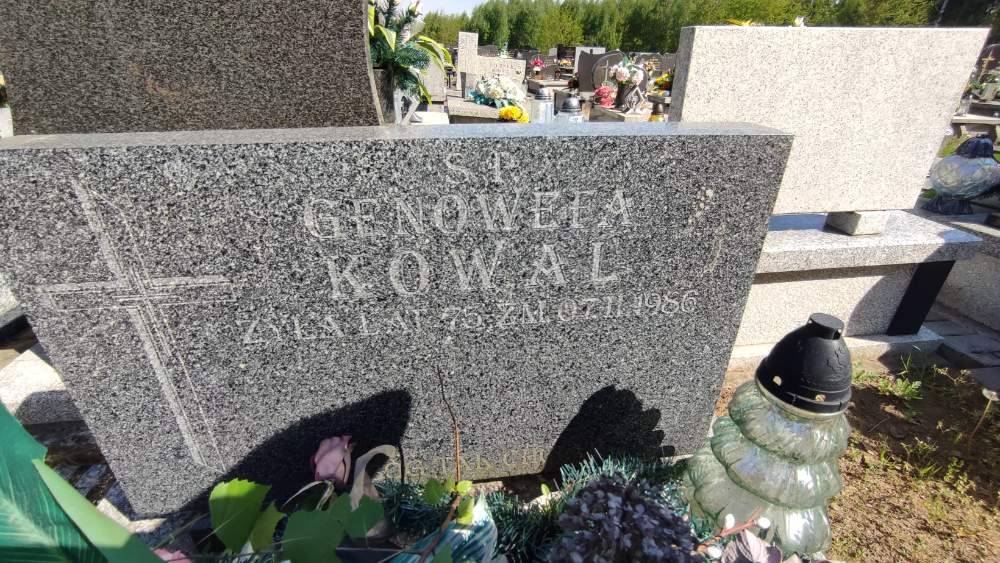 Ś.P.
GENOWEFA
KOWAL
ŻYŁA LAT 75, ZM. 07.11.1986